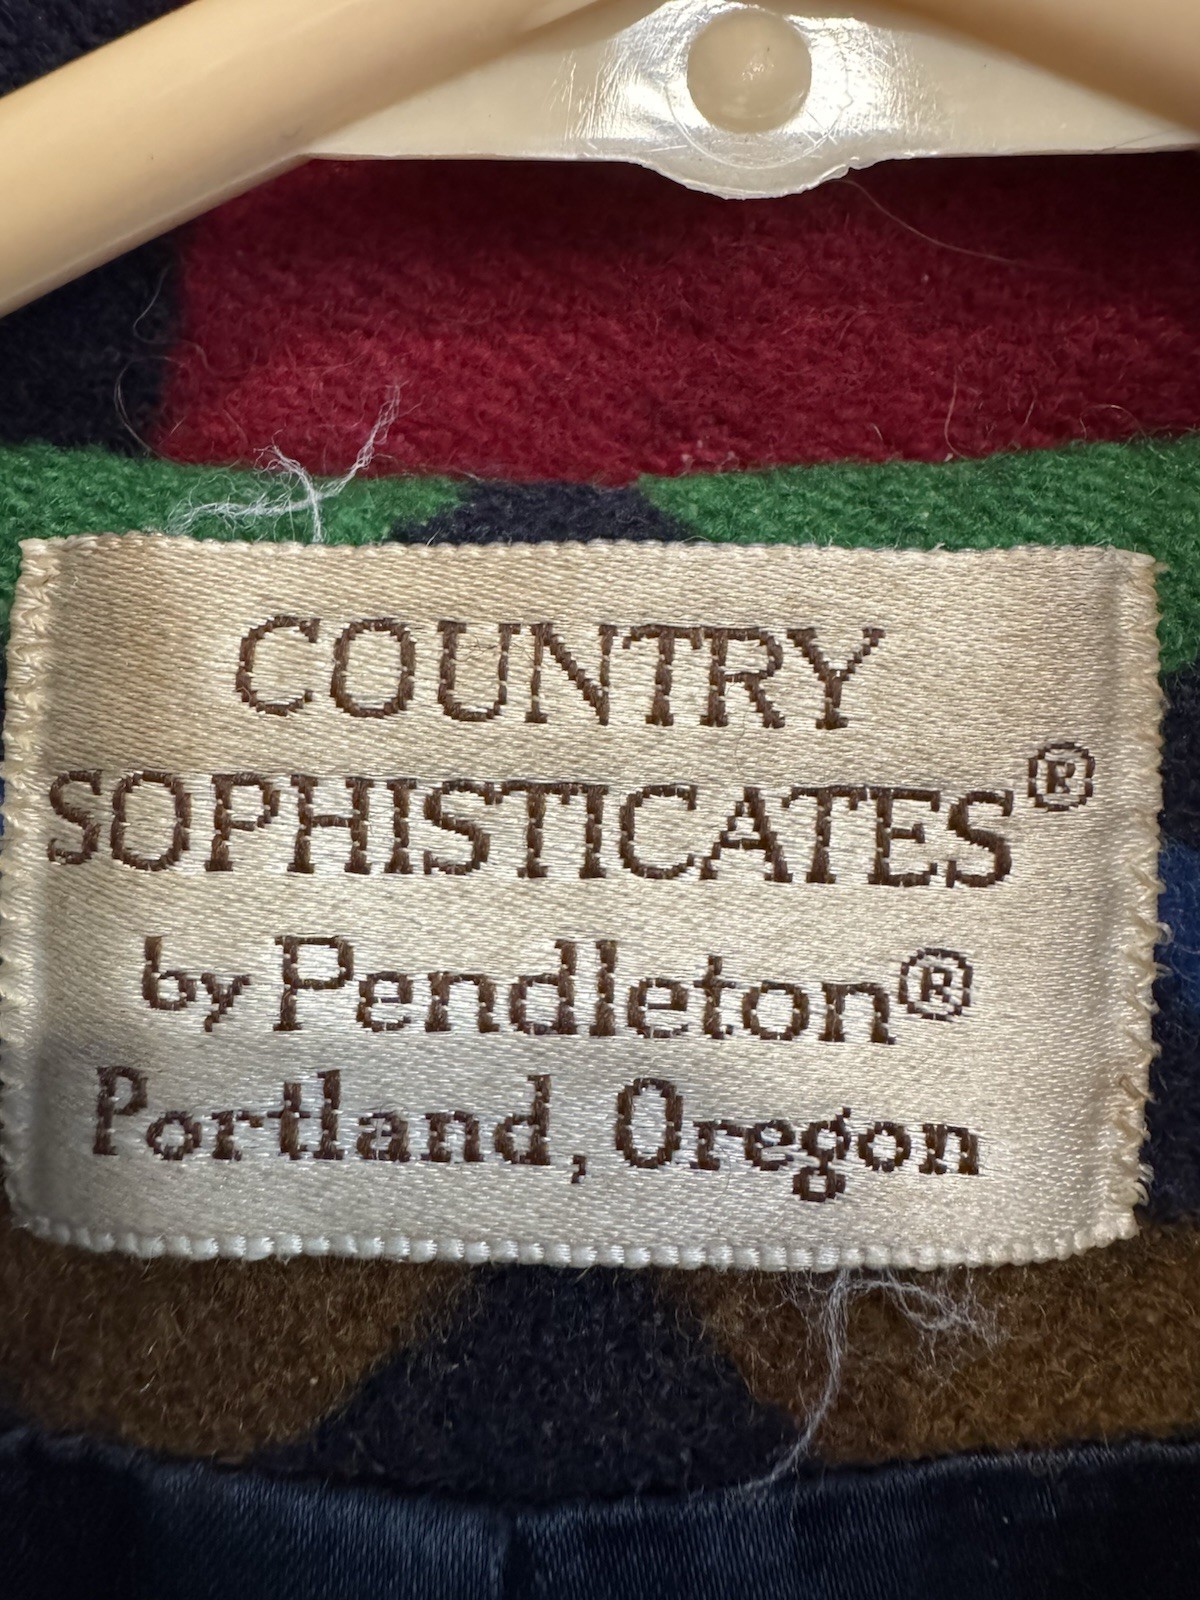 COUNTRY
SOPHISTICATES®
by Pendleton®
Portland, Oregon